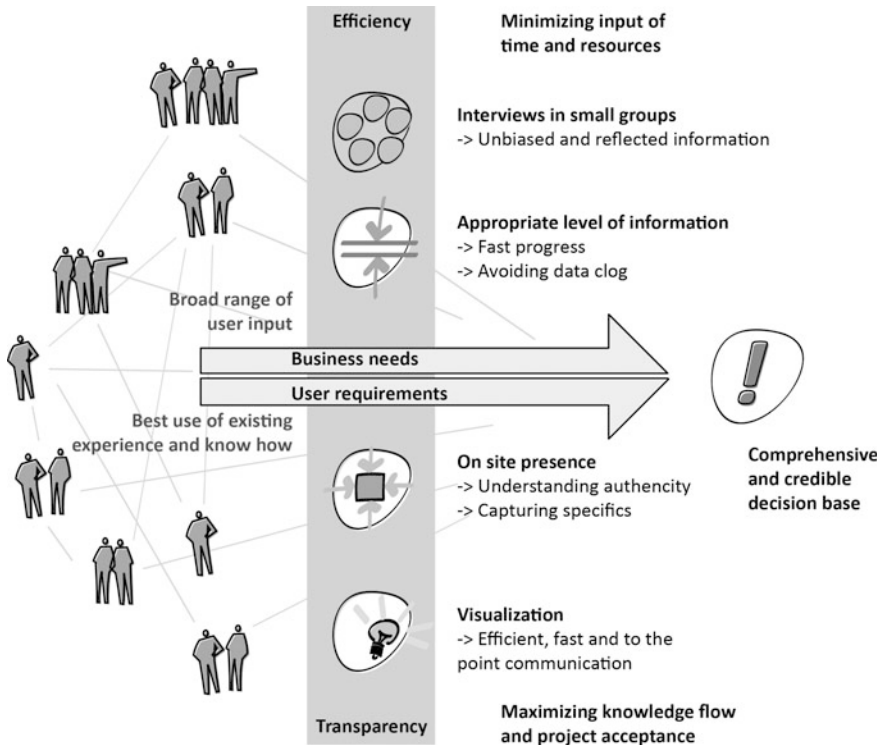 Efficiency
Minimizing input of
time and resources
Interviews in small groups
-> Unbiased and reflected information
Appropriate level of information
-> Fast progress
-> Avoiding data clog
Broad range of
user input
Business needs
User requirements
Best use of existing
experience and know how
On site presence
-> Understanding authencity
-> Capturing specifics
Comprehensive
and credible
decision base
Visualization
-> Efficient, fast and to the
point communication
Transparency
Maximizing knowledge flow
and project acceptance